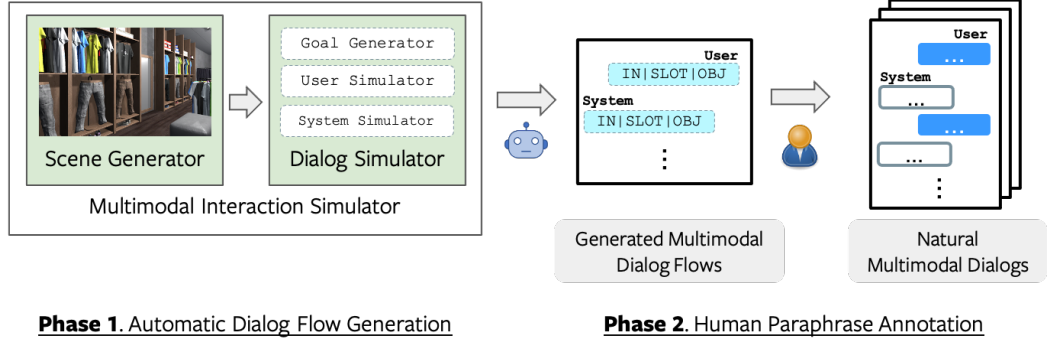 Goal Generator
User Simulator
System Simulator
Scene Generator
Dialog Simulator
Multimodal Interaction Simulator
User
IN|SLOT|OBJ
System
IN|SLOT|OBJ
Generated Multimodal
Dialog Flows
User
...
System
...
...
...
Natural
Multimodal Dialogs
Phase 1. Automatic Dialog Flow Generation
Phase 2. Human Paraphrase Annotation